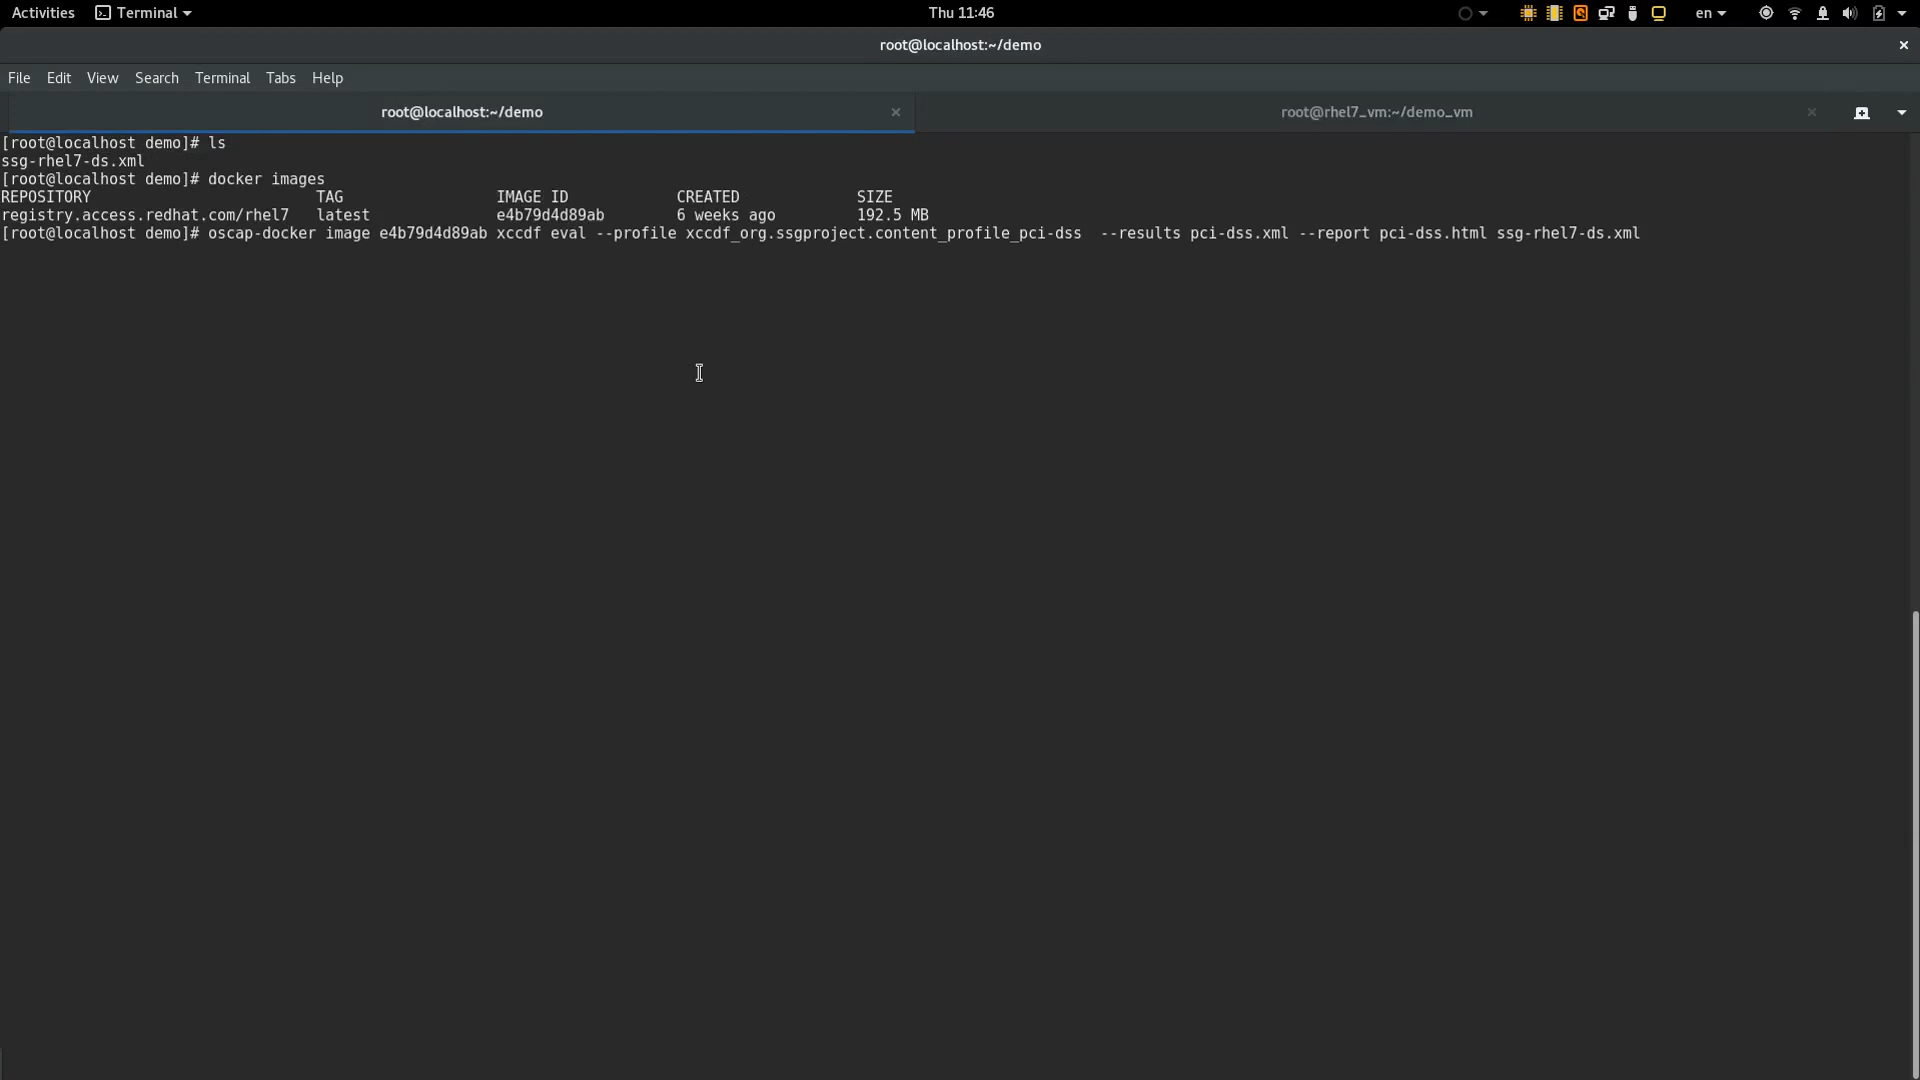 Activities Terminal Thu 11:46 en
root@localhost:~/demo
File Edit View Search Terminal Tabs Help
root@localhost:~/demo root@rhel7_vm:~/demo_vm
[root@localhost demo]# ls
ssg-rhel7-ds.xml
[root@localhost demo]# docker images
REPOSITORY TAG IMAGE ID CREATED SIZE
registry.access.redhat.com/rhel7 latest e4b79d4d89ab 6 weeks ago 192.5 MB
[root@localhost demo]# oscap-docker image e4b79d4d89ab xccdf eval --profile xccdf_org.ssgproject.content_profile_pci-dss  --results pci-dss.xml --report pci-dss.html ssg-rhel7-ds.xml